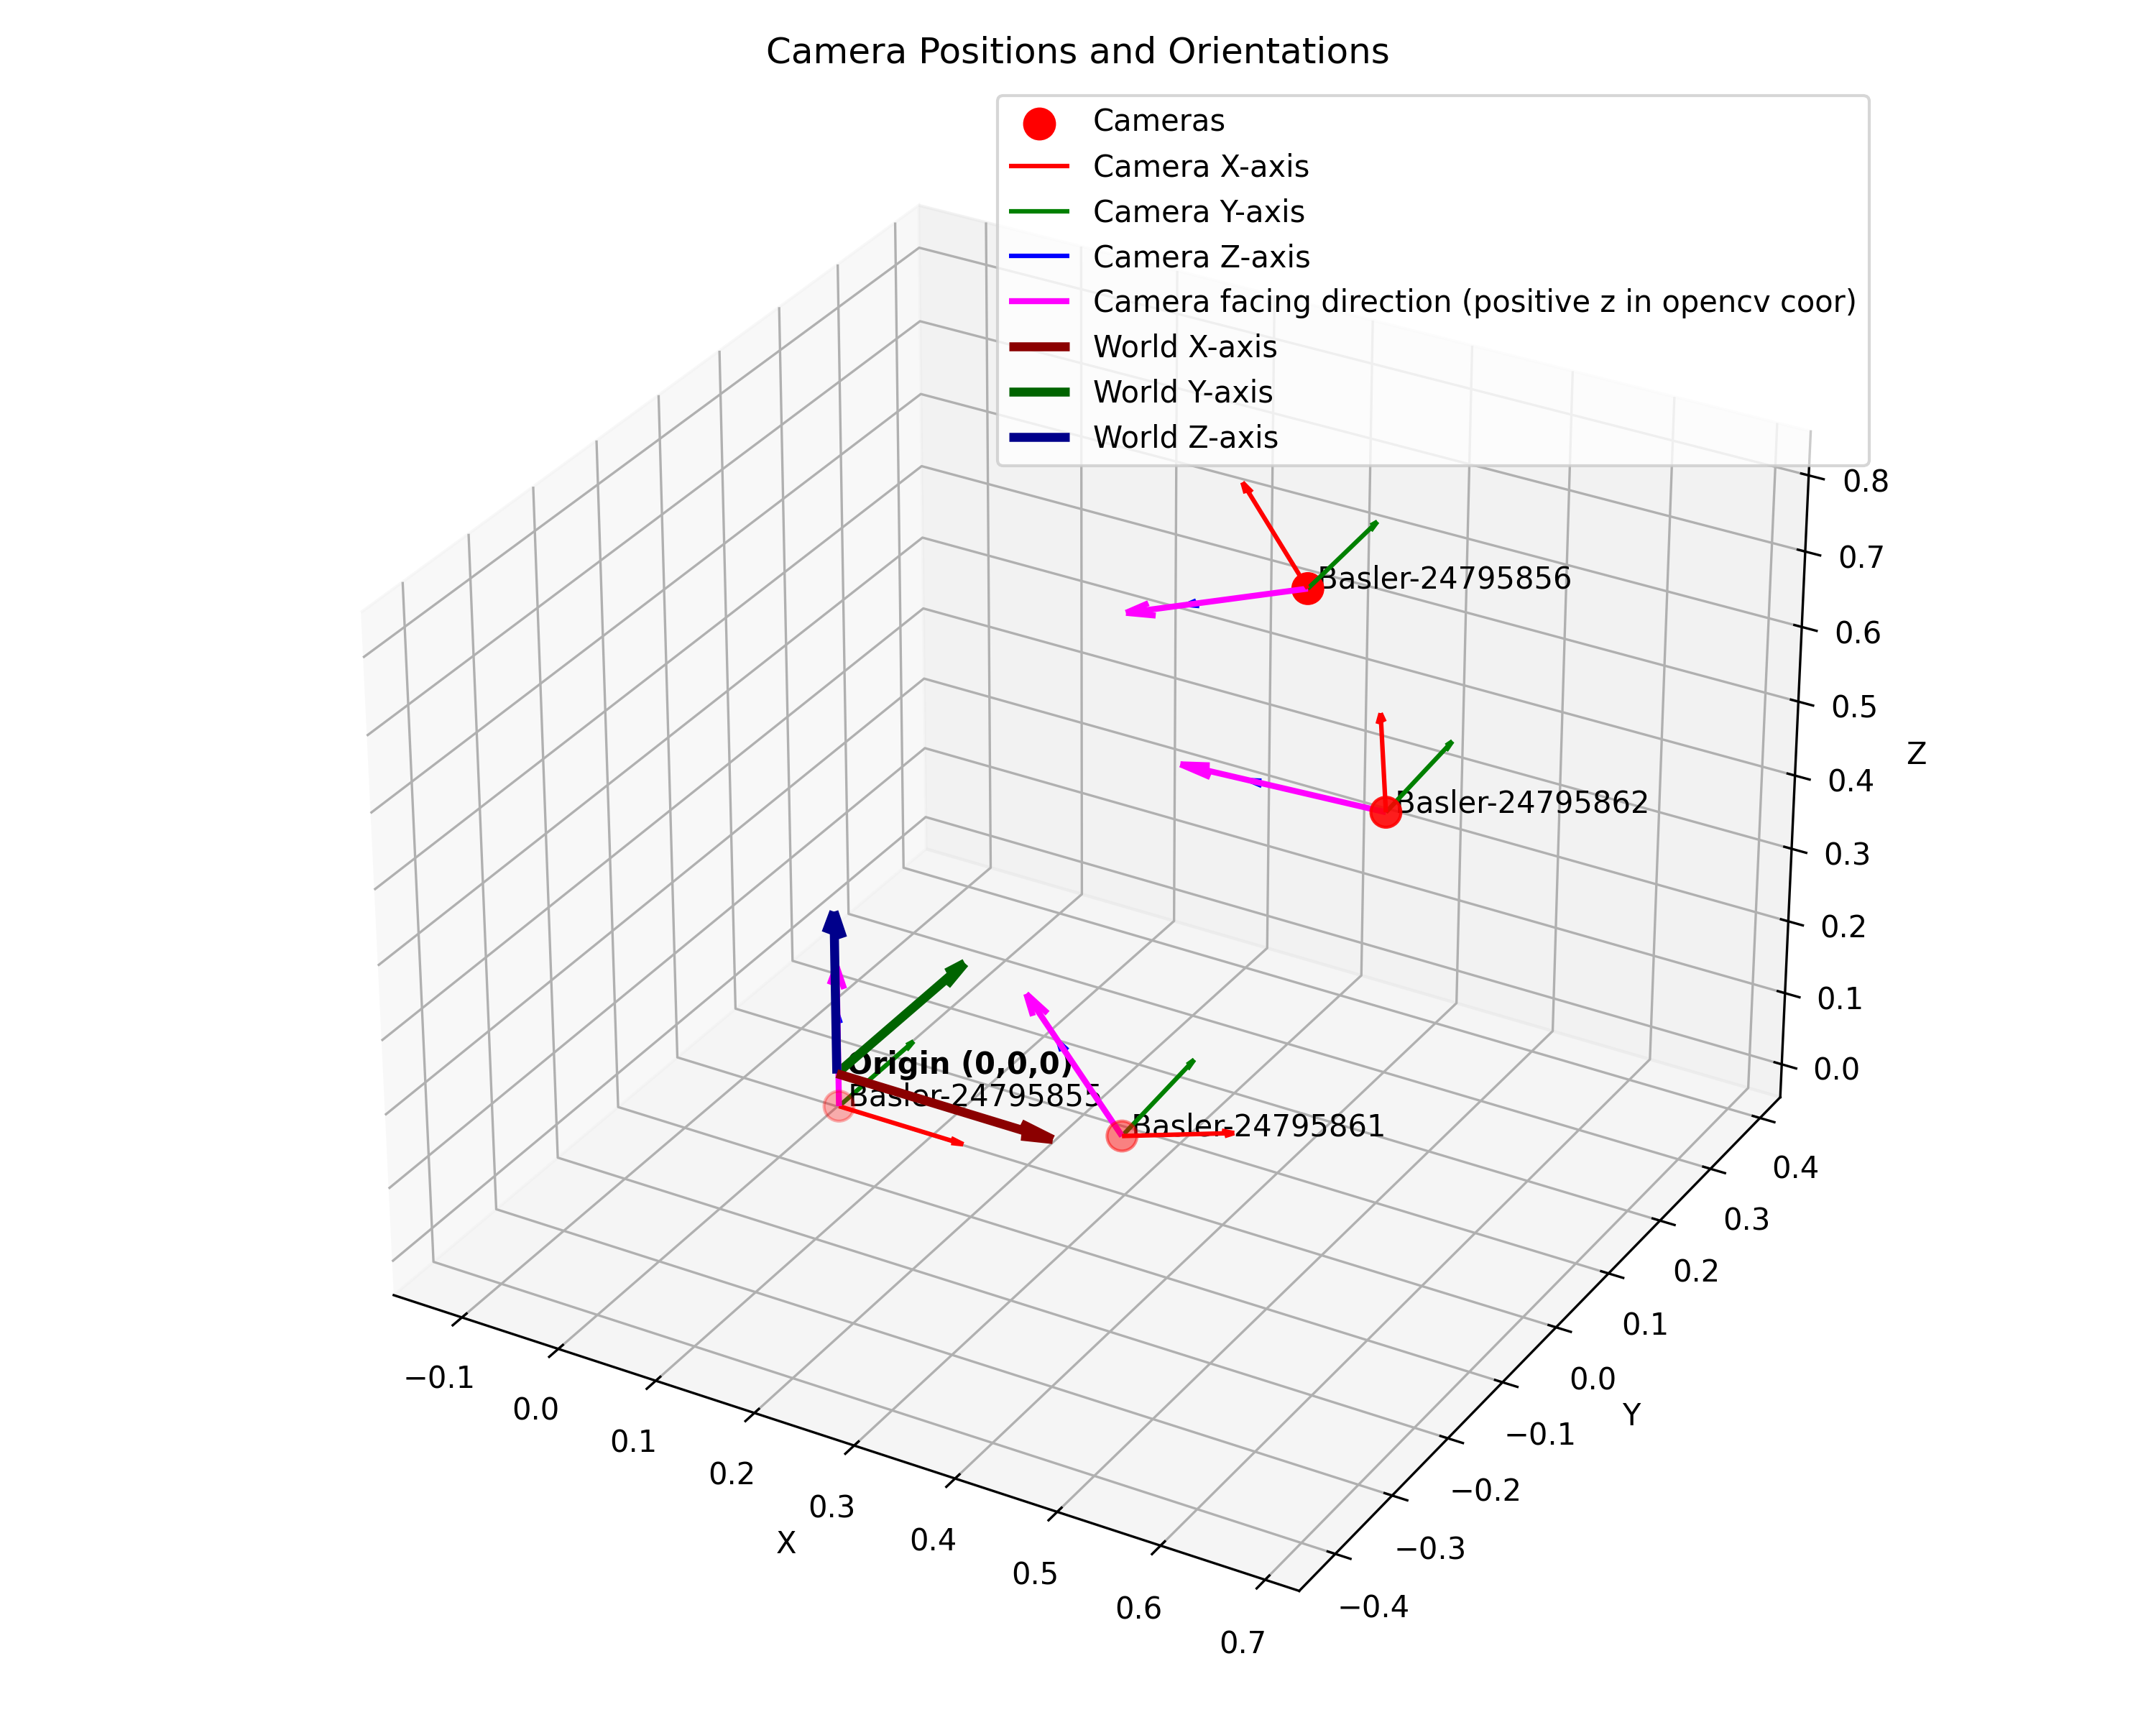 Camera Positions and Orientations
Cameras
Camera X-axis
Camera Y-axis
Camera Z-axis
Camera facing direction (positive z in opencv coor)
World X-axis
World Y-axis
World Z-axis
Basler-24795856
Basler-24795862
Origin (0,0,0)
Basler-24795855
Basler-24795861
0.8
0.7
0.6
0.5
0.4
0.3
0.2
0.1
0.0
Z
0.4
0.3
0.2
0.1
0.0
−0.1
−0.2
−0.3
−0.4
Y
−0.1
0.0
0.1
0.2
0.3
0.4
0.5
0.6
0.7
X